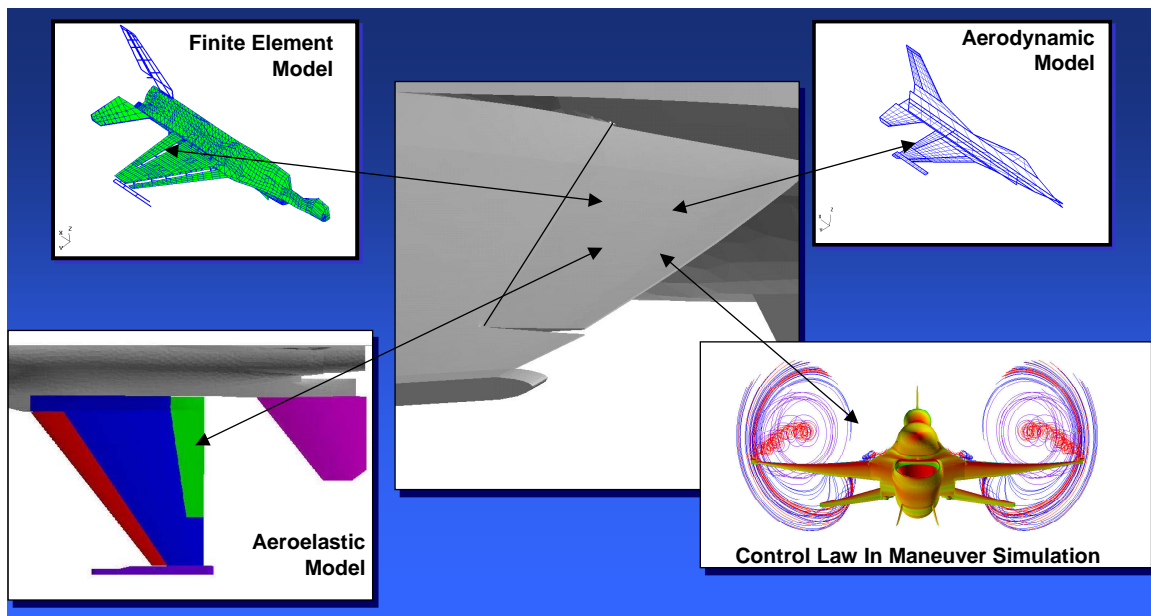 Finite Element
Model
Aerodynamic
Model
X Z
Y
X Z
Y
Aeroelastic
Model
Control Law In Maneuver Simulation